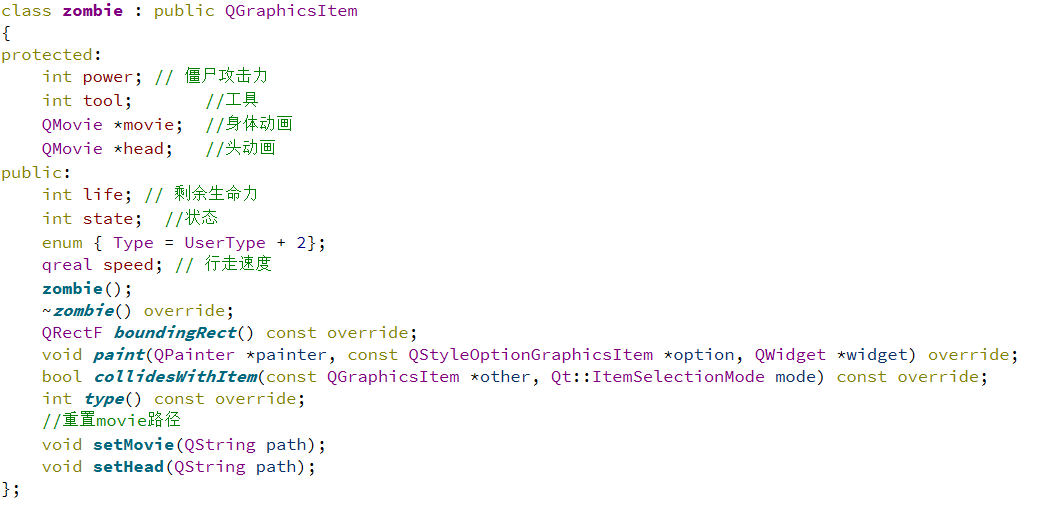 class zombie : public QGraphicsItem
{
protected:
    int power; // 僵尸攻击力
    int tool;       //工具
    QMovie *movie;  //身体动画
    QMovie *head;   //头动画
public:
    int life; // 剩余生命力
    int state;  //状态
    enum { Type = UserType + 2};
    qreal speed; // 行走速度
    zombie();
    ~zombie() override;
    QRectF boundingRect() const override;
    void paint(QPainter *painter, const QStyleOptionGraphicsItem *option, QWidget *widget) override;
    bool collidesWithItem(const QGraphicsItem *other, Qt::ItemSelectionMode mode) const override;
    int type() const override;
    //重置movie路径
    void setMovie(QString path);
    void setHead(QString path);
};